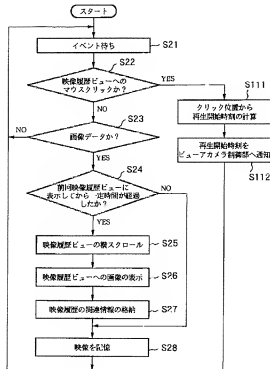 スタート
イベント待ち
S21
S22
映像履歴ビューへの
マウスクリックか?
YES
NO
S111
クリック位置から
再生開始時刻の計算
S23
画像データか?
NO
YES
再生開始時刻を
ビューアカメラ制御部へ通知
S112
S24
前回映像履歴ビューに
表示してから一定時間が経過
したか?
NO
YES
映像履歴ビューの横スクロール
S25
映像履歴ビューへの画像の表示
S26
映像履歴の関連情報の格納
S27
映像を記憶
S28